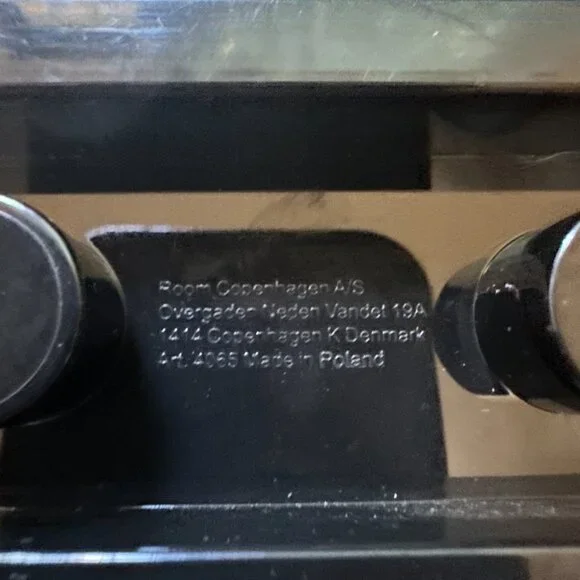 Room Copenhagen A/S
Overgaden Neden Vandet 19A
1414 Copenhagen K Denmark
Art. 4065 Made in Poland